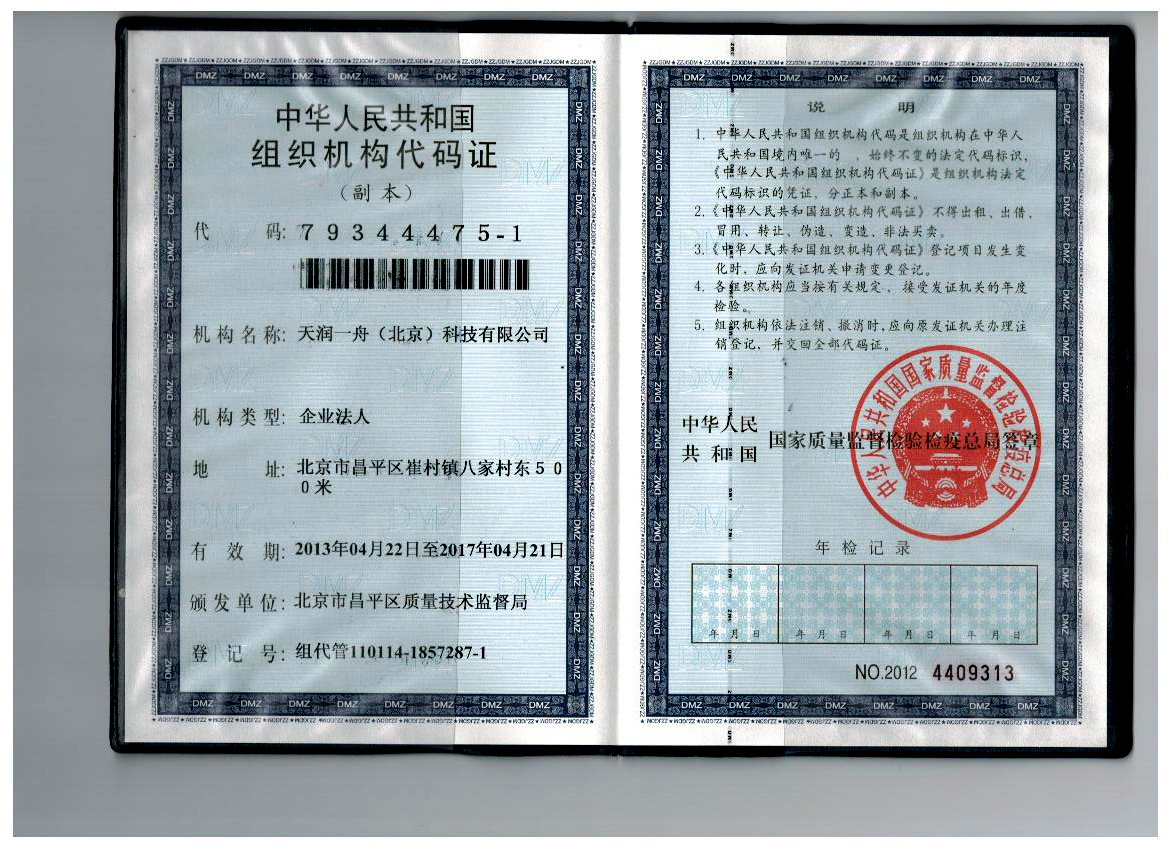 中华人民共和国
组织机构代码证
（副本）
代 码: 79344475-1
机构名称: 天润一舟（北京）科技有限公司
机构类型: 企业法人
地 址: 北京市昌平区崔村镇八家村东５０
０米
有 效 期: 2013年04月22日至2017年04月21日
颁发单位: 北京市昌平区质量技术监督局
登 记 号: 组代管110114-1857287-1
说 明
1. 中华人民共和国组织机构代码是组织机构在中华人
民共和国境内唯一的 、始终不变的法定代码标识，
《中华人民共和国组织机构代码证》是组织机构法定
代码标识的凭证，分正本和副本。
2.《中华人民共和国组织机构代码证》不得出租、出借、
冒用、转让、伪造、变造、非法买卖。
3.《中华人民共和国组织机构代码证》登记项目发生变
化时，应向发证机关申请变更登记。
4. 各组织机构应当按有关规定，接受发证机关的年度
检验。
5. 组织机构依法注销、撤消时，应向原发证机关办理注
销登记，并交回全部代码证。
中华人民
共和国 国家质量监督检验检疫总局签章
中华人民共和国国家质量监督检验检疫总局
年检记录
年 月 日 年 月 日 年 月 日 年 月 日
NO.2012 4409313